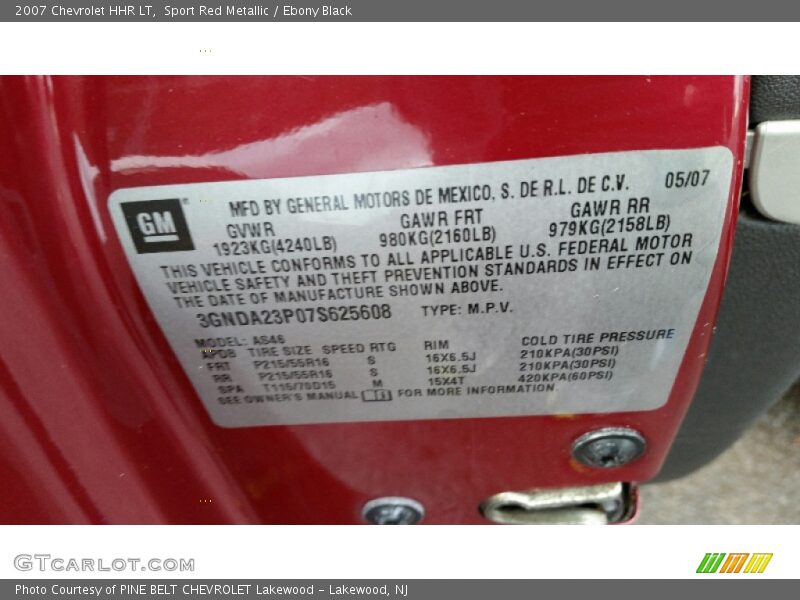 2007 Chevrolet HHR LT,  Sport Red Metallic / Ebony Black
GM
MFD BY GENERAL MOTORS DE MEXICO, S. DE R.L. DE C.V. 05/07
GVWR GAWR FRT GAWR RR
1923KG(4240LB) 980KG(2160LB) 979KG(2158LB)
THIS VEHICLE CONFORMS TO ALL APPLICABLE U.S. FEDERAL MOTOR
VEHICLE SAFETY AND THEFT PREVENTION STANDARDS IN EFFECT ON
THE DATE OF MANUFACTURE SHOWN ABOVE.
3GNDA23P07S625608 TYPE: M.P.V.
MODEL: AS46
TIRE SIZE SPEED RTG RIM COLD TIRE PRESSURE
FRT P215/55R16 S 16X6.5J 210KPA(30PSI)
RR P215/55R16 S 16X6.5J 210KPA(30PSI)
SPA T115/70D15 M 15X4T 420KPA(60PSI)
SEE OWNER'S MANUAL FOR MORE INFORMATION.
GTCARLOT.COM
Photo Courtesy of PINE BELT CHEVROLET Lakewood - Lakewood, NJ